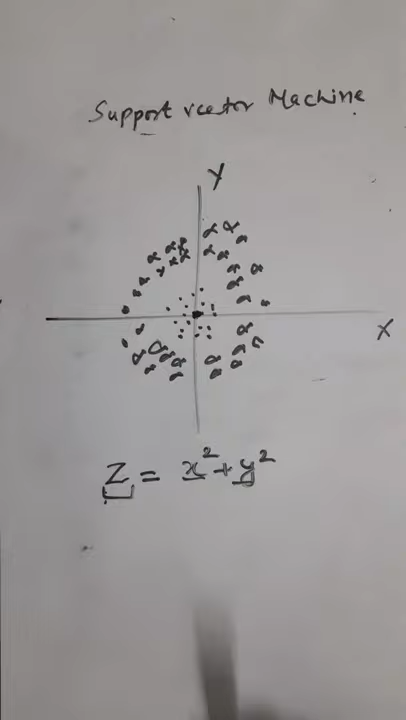 Support vector Machine
Y
X
Z = x² + y²